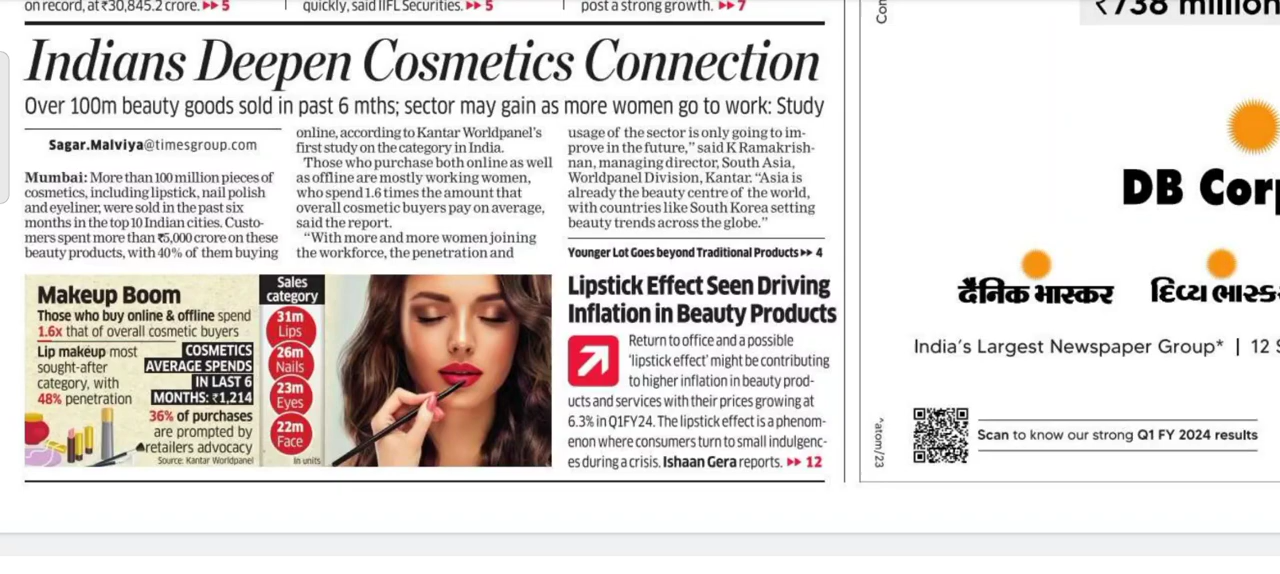 on record, at ₹30,845.2 crore. ▸▸ 5
quickly, said IIFL Securities. ▸▸ 5
post a strong growth. ▸▸ 7
Indians Deepen Cosmetics Connection
Over 100m beauty goods sold in past 6 mths; sector may gain as more women go to work: Study
Sagar.Malviya@timesgroup.com
Mumbai: More than 100 million pieces of
cosmetics, including lipstick, nail polish
and eyeliner, were sold in the past six
months in the top 10 Indian cities. Custo-
mers spent more than ₹5,000 crore on these
beauty products, with 40% of them buying
online, according to Kantar Worldpanel's
first study on the category in India.
Those who purchase both online as well
as offline are mostly working women,
who spend 1.6 times the amount that
overall cosmetic buyers pay on average,
said the report.
“With more and more women joining
the workforce, the penetration and
usage of the sector is only going to im-
prove in the future,” said K Ramakrish-
nan, managing director, South Asia,
Worldpanel Division, Kantar. “Asia is
already the beauty centre of the world,
with countries like South Korea setting
beauty trends across the globe.”
Younger Lot Goes beyond Traditional Products ▸▸ 4
Makeup Boom
Those who buy online & offline spend
1.6x that of overall cosmetic buyers
Lip makeup most
sought-after
category, with
48% penetration
COSMETICS
AVERAGE SPENDS
IN LAST 6
MONTHS: ₹1,214
36% of purchases
are prompted by
retailers advocacy
Source: Kantar Worldpanel
Sales
category
31m
Lips
26m
Nails
23m
Eyes
22m
Face
In units
Lipstick Effect Seen Driving
Inflation in Beauty Products
Return to office and a possible
‘lipstick effect’ might be contributing
to higher inflation in beauty prod-
ucts and services with their prices growing at
6.3% in Q1FY24. The lipstick effect is a phenom-
enon where consumers turn to small indulgenc-
es during a crisis. Ishaan Gera reports. ▸▸ 12
Con
₹738 million
DB Corp
दैनिक भास्कर
દિવ્ય ભાસ્ક
India's Largest Newspaper Group* | 12 S
^atom/23
Scan to know our strong Q1 FY 2024 results